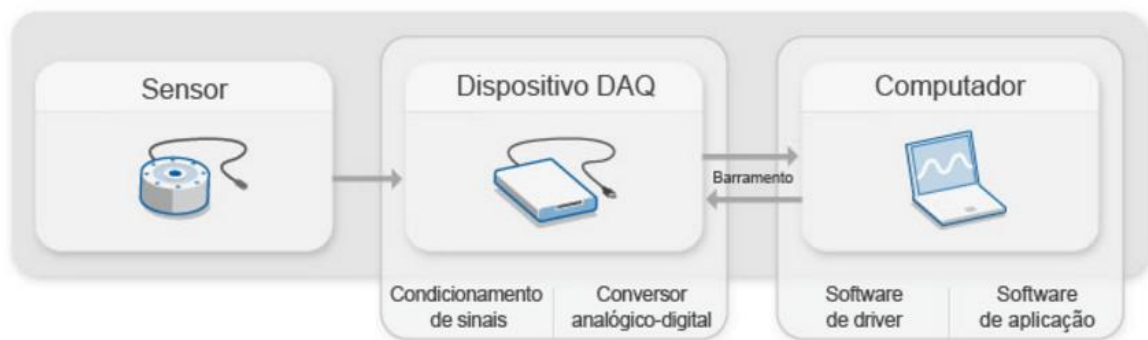 Sensor
Dispositivo DAQ
Computador
Barramento
Condicionamento
de sinais
Conversor
analógico-digital
Software
de driver
Software
de aplicação